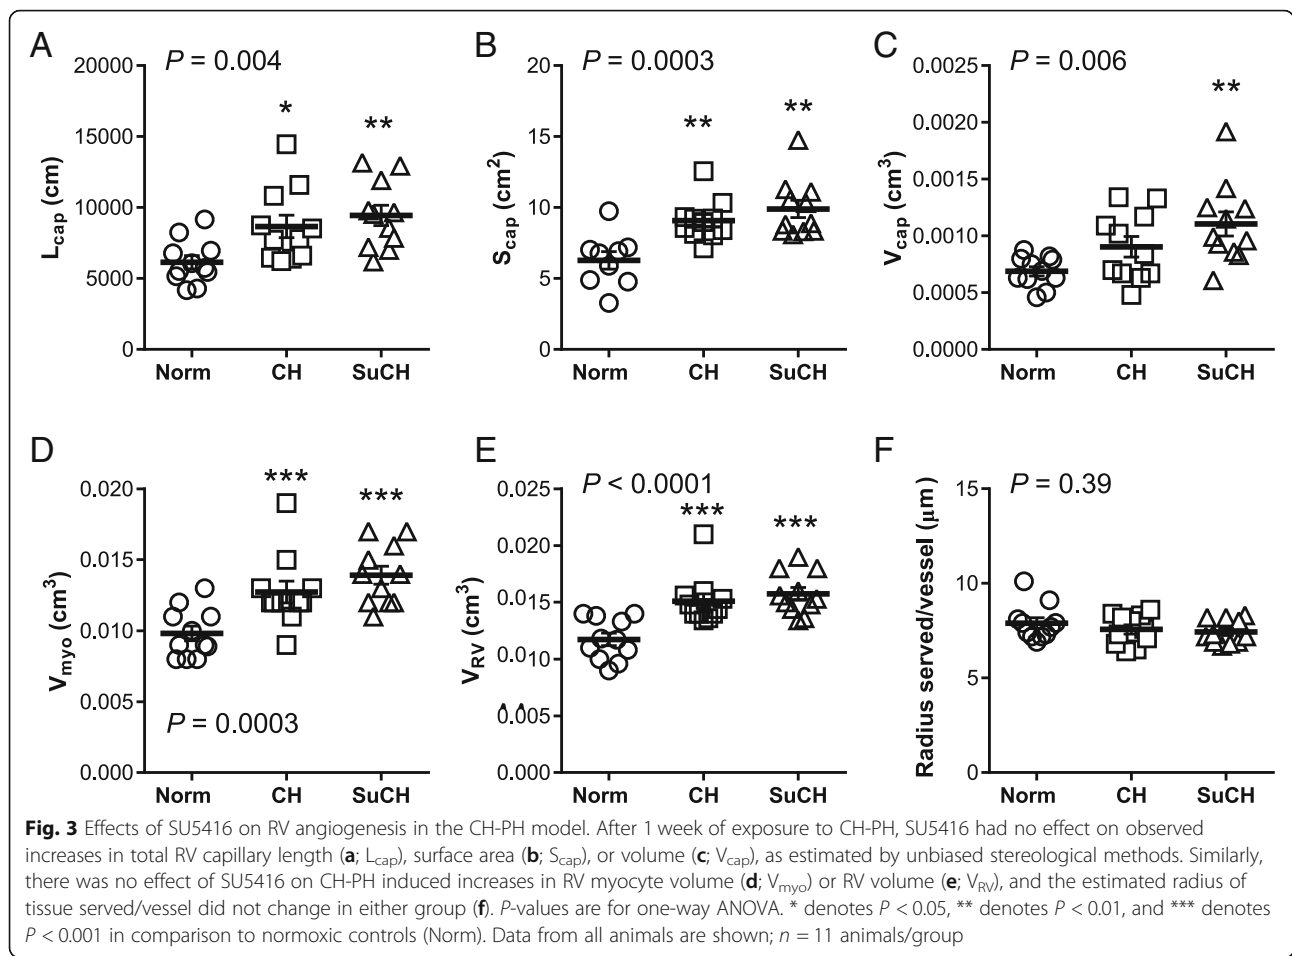 A
P = 0.004
20000
15000
10000
5000
0
Lcap (cm)
*
**
Norm CH SuCH
B
P = 0.0003
20
15
10
5
0
Scap (cm2)
**
**
Norm CH SuCH
C
P = 0.006
0.0025
0.0020
0.0015
0.0010
0.0005
0.0000
Vcap (cm3)
**
Norm CH SuCH
D
0.020
0.015
0.010
0.005
0.000
Vmyo (cm3)
***
***
P = 0.0003
Norm CH SuCH
E
P < 0.0001
0.025
0.020
0.015
0.010
0.005
0.000
VRV (cm3)
***
***
Norm CH SuCH
F
P = 0.39
15
10
5
0
Radius served/vessel (μm)
Norm CH SuCH
Fig. 3 Effects of SU5416 on RV angiogenesis in the CH-PH model. After 1 week of exposure to CH-PH, SU5416 had no effect on observed
increases in total RV capillary length (a; Lcap), surface area (b; Scap), or volume (c; Vcap), as estimated by unbiased stereological methods. Similarly,
there was no effect of SU5416 on CH-PH induced increases in RV myocyte volume (d; Vmyo) or RV volume (e; VRV), and the estimated radius of
tissue served/vessel did not change in either group (f). P-values are for one-way ANOVA. * denotes P < 0.05, ** denotes P < 0.01, and *** denotes
P < 0.001 in comparison to normoxic controls (Norm). Data from all animals are shown; n = 11 animals/group